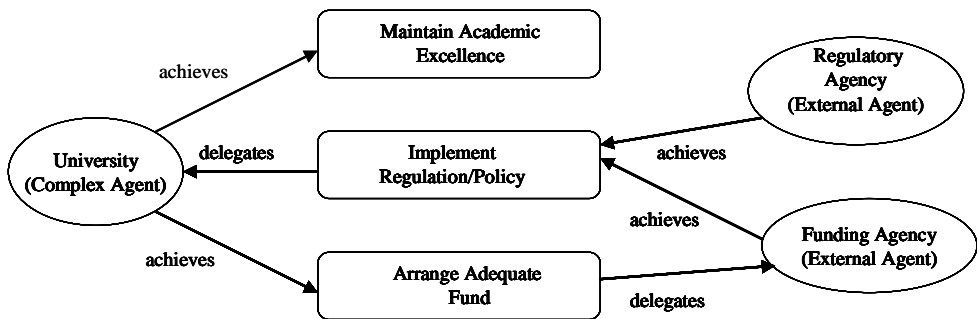 Maintain Academic
Excellence
achieves
Regulatory
Agency
(External Agent)
University
(Complex Agent)
delegates
Implement
Regulation/Policy
achieves
achieves
achieves
Arrange Adequate
Fund
delegates
Funding Agency
(External Agent)